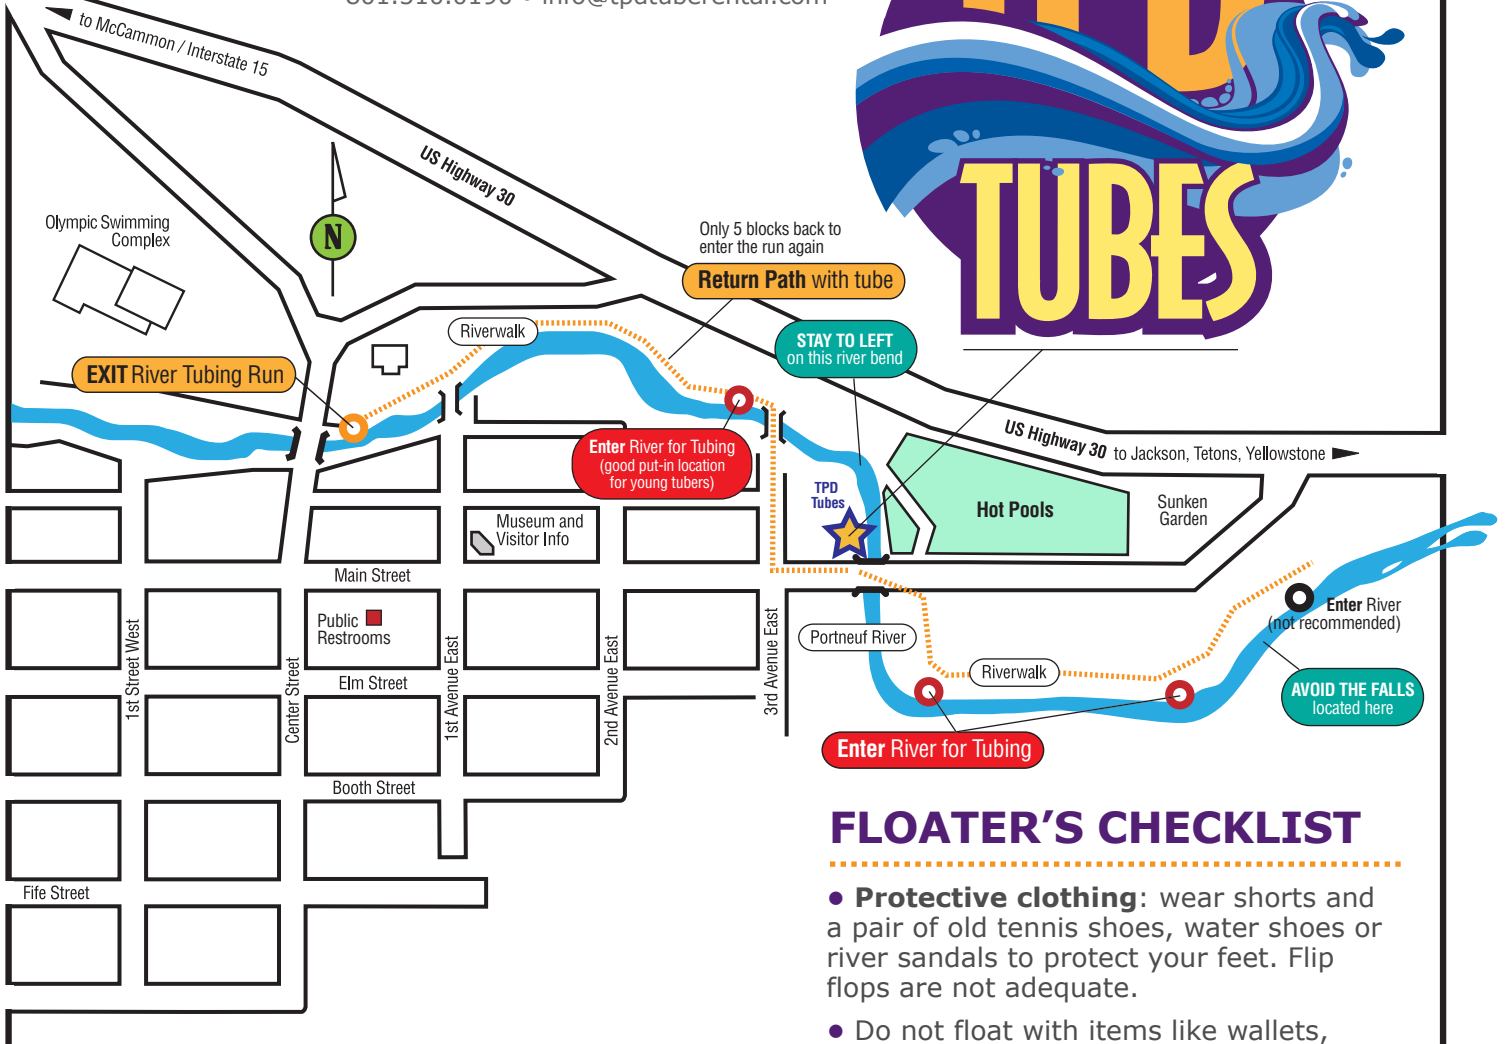 info@tpdtuberental.com
to McCammon / Interstate 15
US Highway 30
TPD
TUBES
N
Olympic Swimming
Complex
Only 5 blocks back to
enter the run again
Return Path with tube
Riverwalk
STAY TO LEFT
on this river bend
EXIT River Tubing Run
Enter River for Tubing
(good put-in location
for young tubers)
US Highway 30 to Jackson, Tetons, Yellowstone
TPD
Tubes
Hot Pools
Sunken
Garden
Museum and
Visitor Info
Main Street
Public
Restrooms
Elm Street
Booth Street
Fife Street
1st Street West
Center Street
1st Avenue East
2nd Avenue East
3rd Avenue East
Portneuf River
Riverwalk
Enter River
(not recommended)
AVOID THE FALLS
located here
Enter River for Tubing
FLOATER'S CHECKLIST
• Protective clothing: wear shorts and
a pair of old tennis shoes, water shoes or
river sandals to protect your feet. Flip
flops are not adequate.
• Do not float with items like wallets,